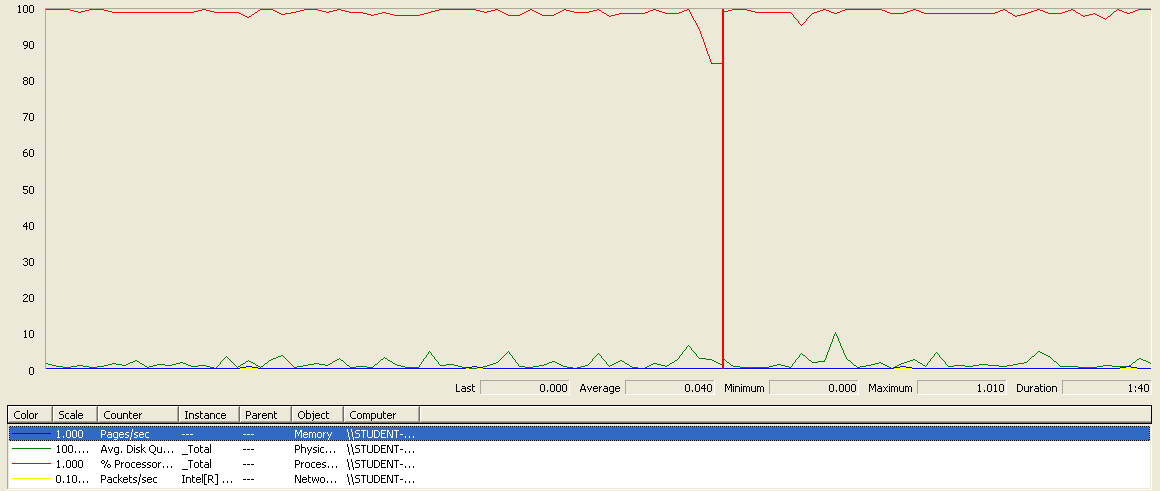 100
90
80
70
60
50
40
30
20
10
0
Last 0.000 Average 0.040 Minimum 0.000 Maximum 1.010 Duration 1:40
Color Scale Counter Instance Parent Object Computer
1.000 Pages/sec --- --- Memory \\STUDENT-...
100.... Avg. Disk Qu... _Total --- Physic... \\STUDENT-...
1.000 % Processor... _Total --- Proces... \\STUDENT-...
0.10... Packets/sec Intel[R] ... --- Netwo... \\STUDENT-...